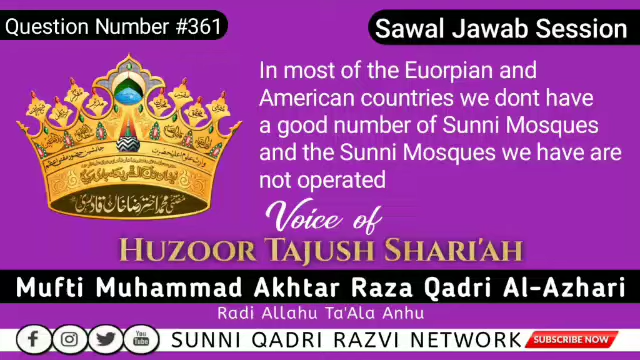 Question Number #361
Sawal Jawab Session
In most of the Euorpian and
American countries we dont have
a good number of Sunni Mosques
and the Sunni Mosques we have are
not operated
Voice of
HUZOOR TAJUSH SHARI'AH
Mufti Muhammad Akhtar Raza Qadri Al-Azhari
Radi Allahu Ta'Ala Anhu
You
Tube
SUNNI QADRI RAZVI NETWORK
SUBSCRIBE NOW